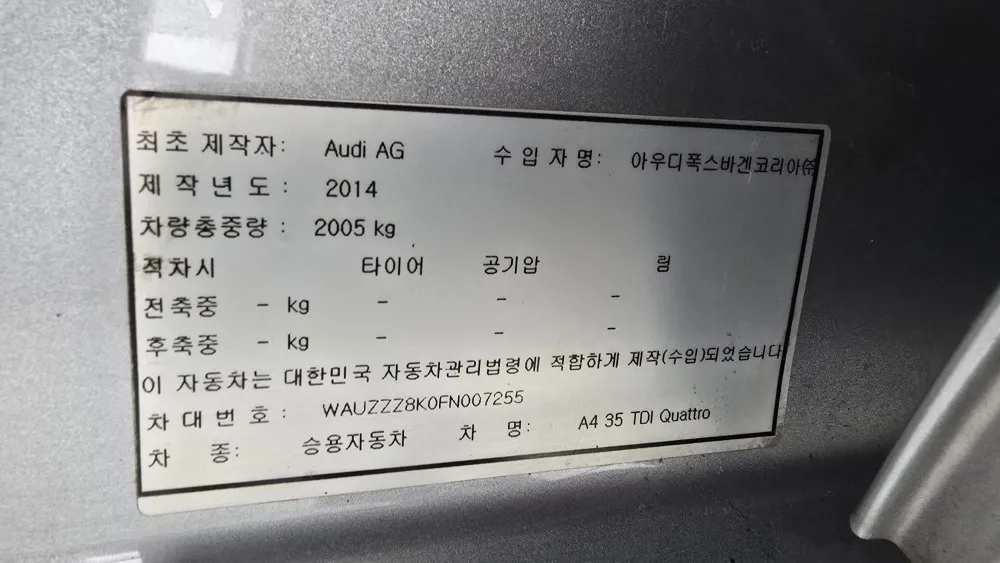 최초 제작자: Audi AG 수 입 자 명: 아우디폭스바겐코리아㈜
제 작 년 도 : 2014
차량총중량 : 2005 kg
적차시 타이어 공기압 림
전축중 - kg - - -
후축중 - kg - - -
이 자동차는 대한민국 자동차관리법령에 적합하게 제작(수입)되었습니다
차 대 번 호 : WAUZZZ8K0FN007255
차 종: 승용자동차 차 명: A4 35 TDI Quattro